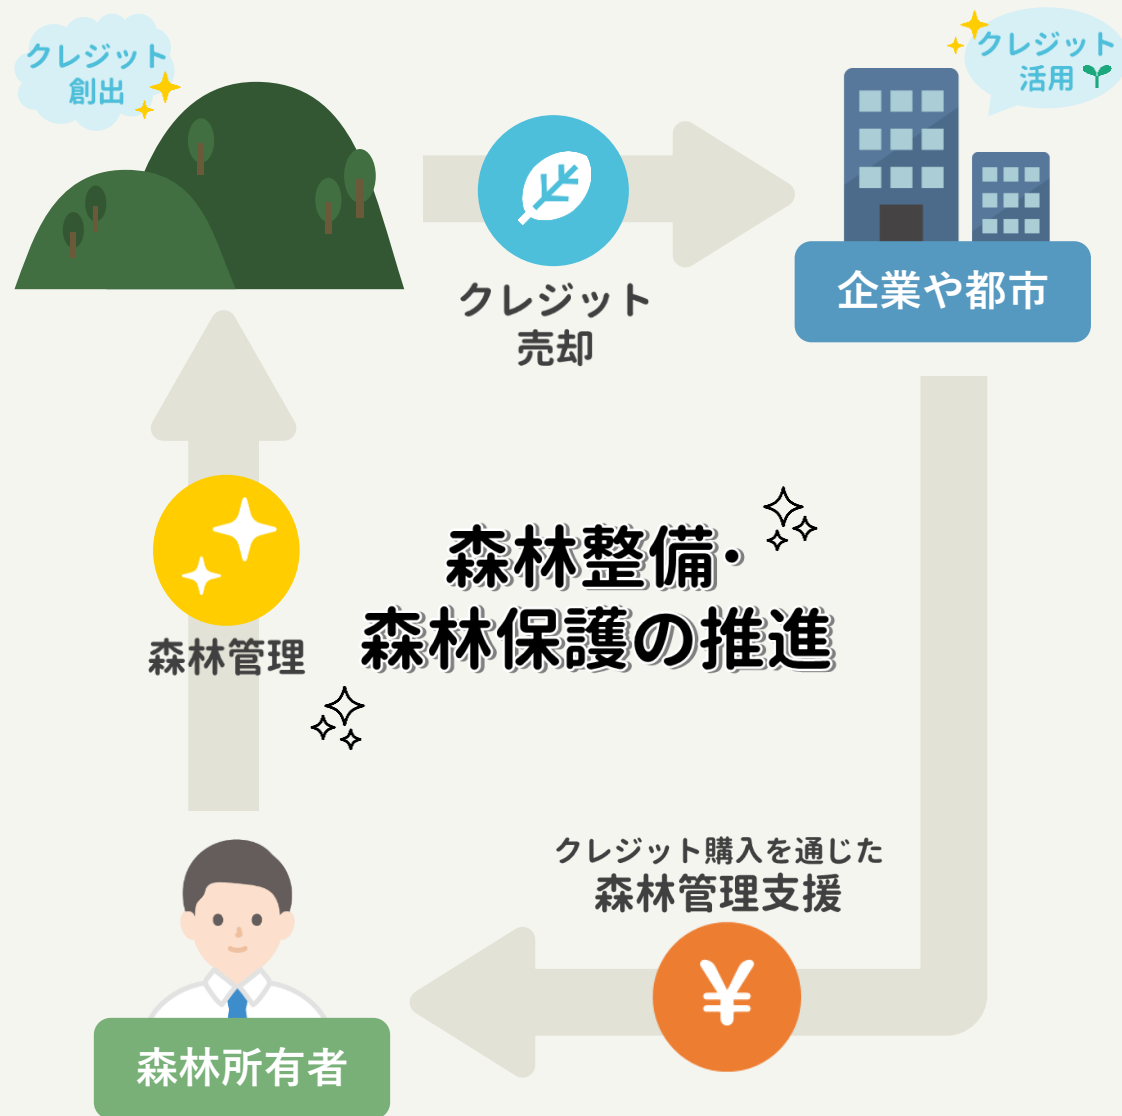 クレジット
創出
クレジット
活用
クレジット
売却
企業や都市
森林整備・
森林保護の推進
森林管理
クレジット購入を通じた
森林管理支援
¥
森林所有者